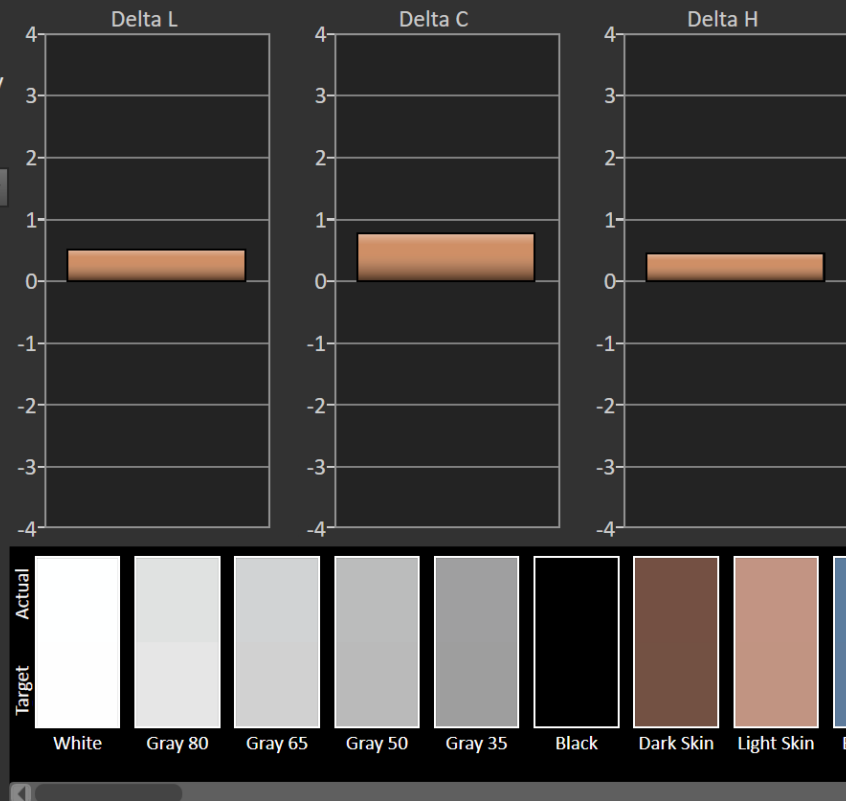 Delta L
Delta C
Delta H
4
3
2
1
0
-1
-2
-3
-4
4
3
2
1
0
-1
-2
-3
-4
4
3
2
1
0
-1
-2
-3
-4
Actual
Target
White
Gray 80
Gray 65
Gray 50
Gray 35
Black
Dark Skin
Light Skin